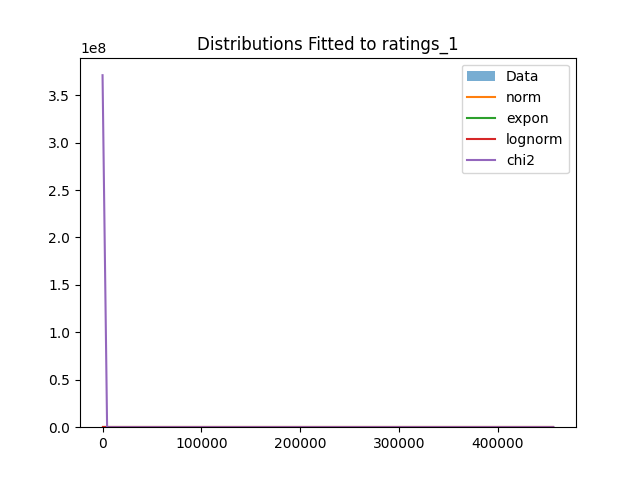 Distributions Fitted to ratings_1
1e8
3.5
3.0
2.5
2.0
1.5
1.0
0.5
0.0
0 100000 200000 300000 400000
Data
norm
expon
lognorm
chi2